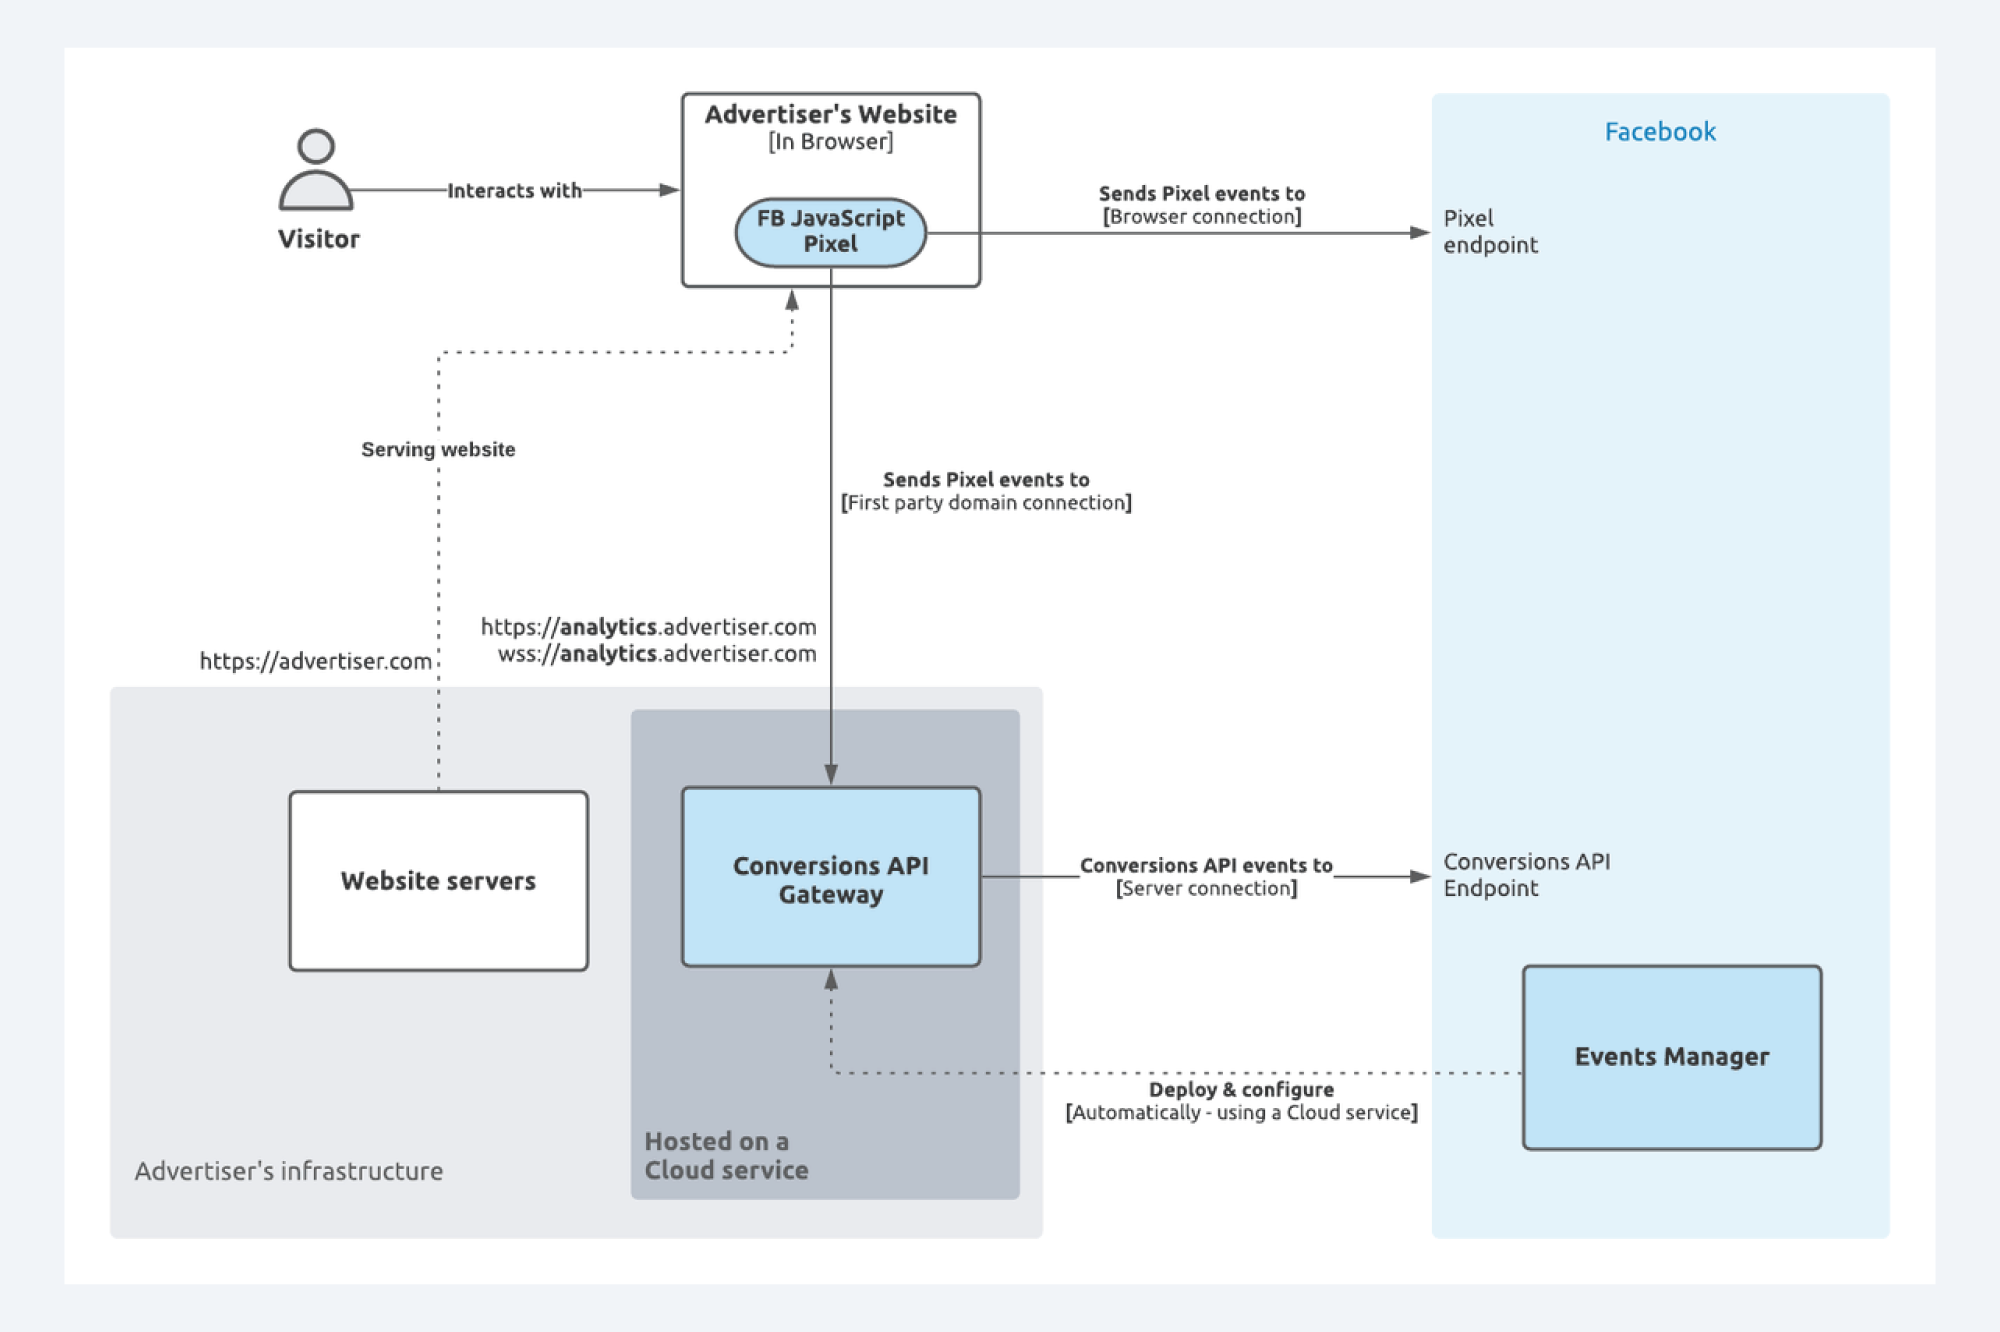 Advertiser's Website
[In Browser]
Facebook
Interacts with
Visitor
FB JavaScript
Pixel
Sends Pixel events to
[Browser connection]
Pixel
endpoint
Serving website
Sends Pixel events to
[First party domain connection]
https://analytics.advertiser.com
wss://analytics.advertiser.com
https://advertiser.com
Website servers
Conversions API
Gateway
Conversions API events to
[Server connection]
Conversions API
Endpoint
Events Manager
Deploy & configure
[Automatically - using a Cloud service]
Hosted on a
Cloud service
Advertiser's infrastructure